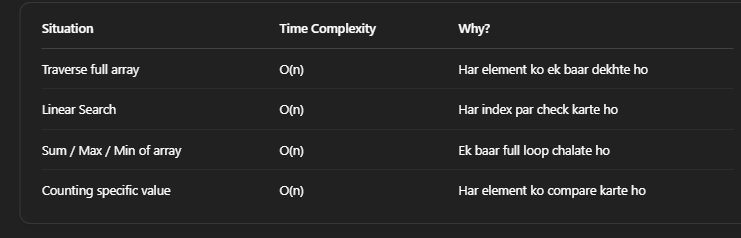 Situation Time Complexity Why?
Traverse full array O(n) Har element ko ek baar dekhte ho
Linear Search O(n) Har index par check karte ho
Sum / Max / Min of array O(n) Ek baar full loop chalate ho
Counting specific value O(n) Har element ko compare karte ho